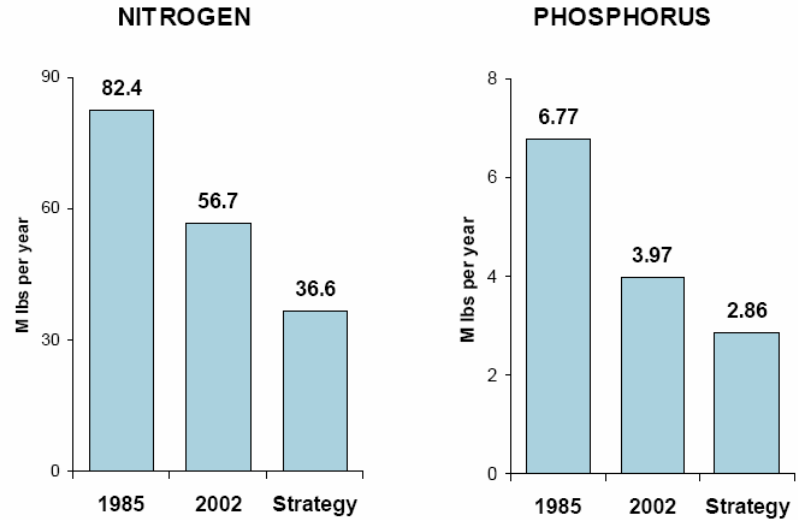 NITROGEN
90
82.4
60
56.7
36.6
30
0
M lbs per year
1985 2002 Strategy
PHOSPHORUS
8
6.77
6
3.97
4
2.86
2
0
M lbs per year
1985 2002 Strategy